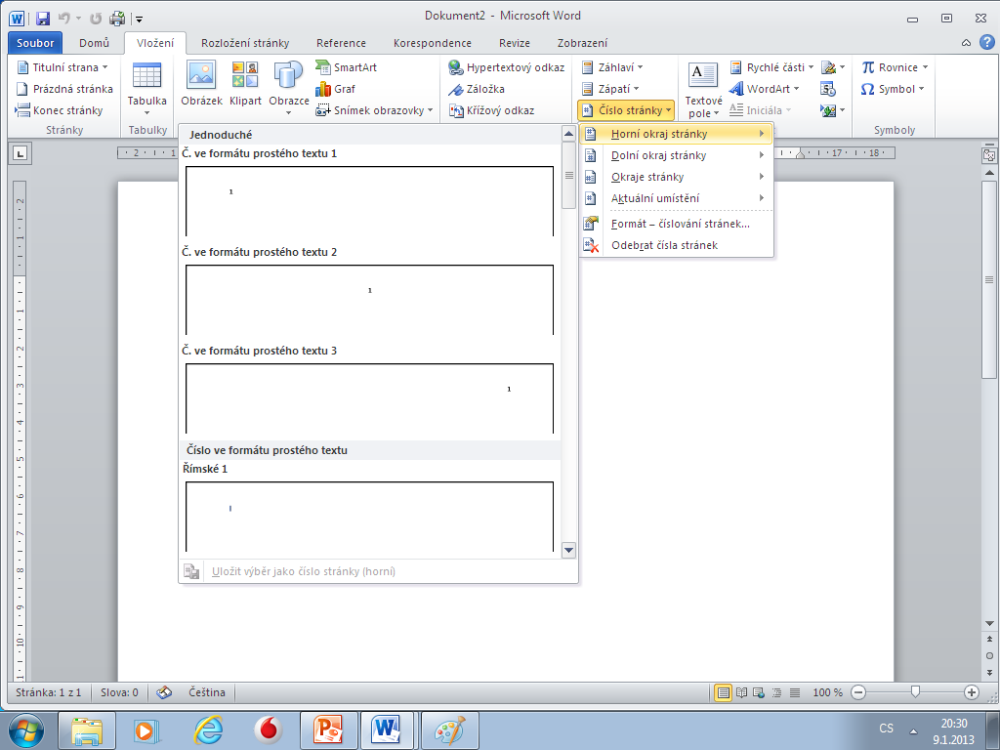 Dokument2 - Microsoft Word
Soubor Domů Vložení Rozložení stránky Reference Korespondence Revize Zobrazení
Titulní strana
Prázdná stránka
Konec stránky
Stránky
Tabulka
Tabulky
Obrázek Klipart Obrazce
SmartArt
Graf
Snímek obrazovky
Hypertextový odkaz
Záložka
Křížový odkaz
Záhlaví
Zápatí
Číslo stránky
Textové pole
Rychlé části
WordArt
Iniciála
Rovnice
Symbol
Symboly
Horní okraj stránky
Dolní okraj stránky
Okraje stránky
Aktuální umístění
Formát – číslování stránek...
Odebrat čísla stránek
Jednoduché
Č. ve formátu prostého textu 1
1
Č. ve formátu prostého textu 2
1
Č. ve formátu prostého textu 3
1
Číslo ve formátu prostého textu
Římské 1
I
Uložit výběr jako číslo stránky (horní)
Stránka: 1 z 1 Slova: 0 Čeština 100 %
CS 20:30
9.1.2013